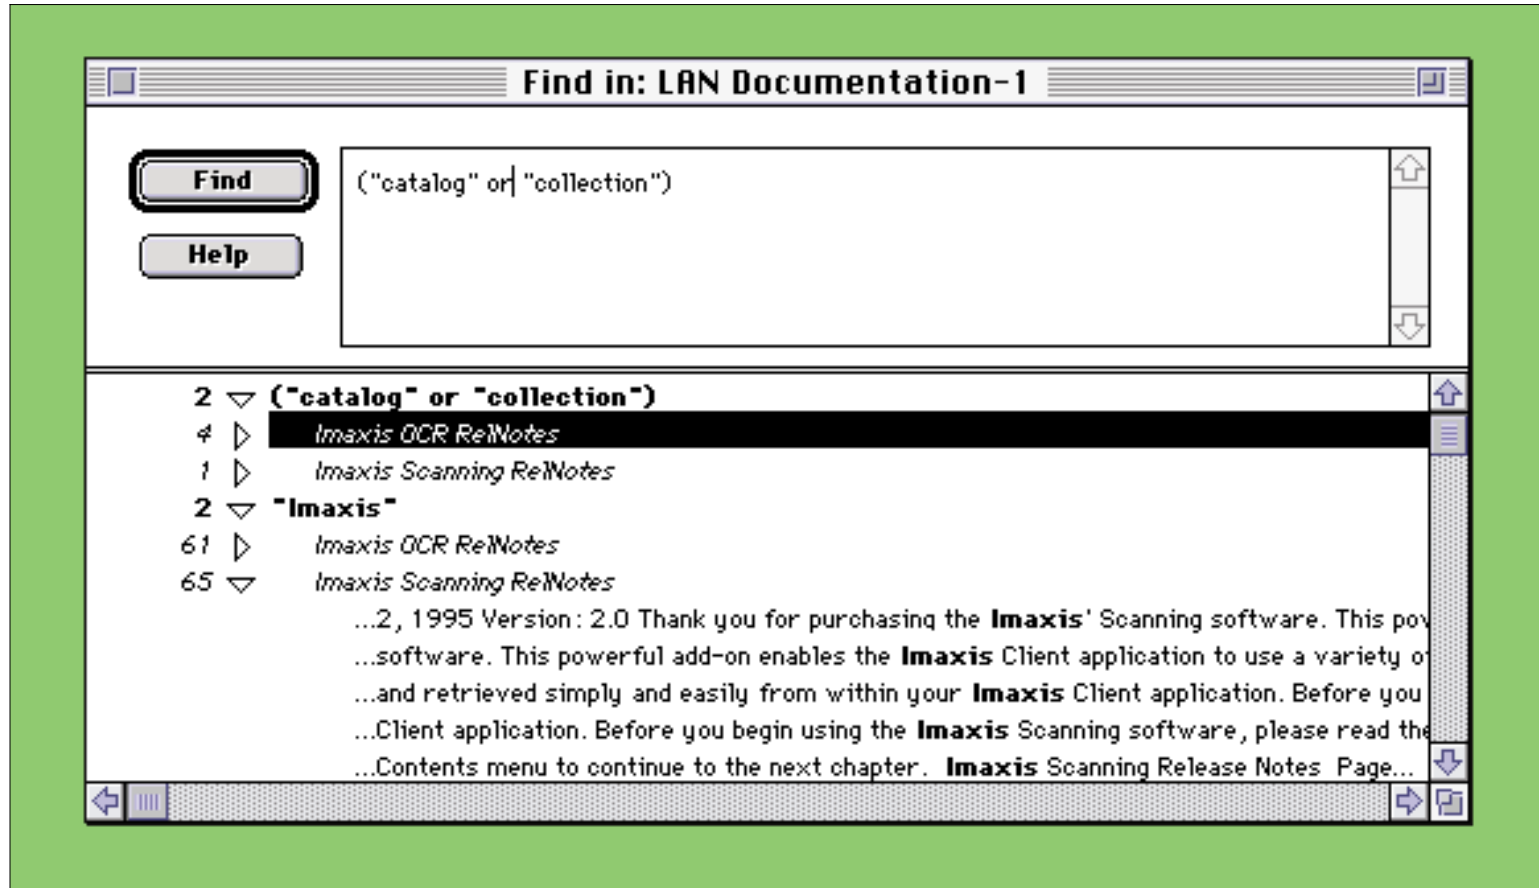 Find in: LAN Documentation-1
Find
("catalog" or "collection")
Help
2 ("catalog" or "collection")
4 Imaxis OCR RelNotes
1 Imaxis Scanning RelNotes
2 "Imaxis"
61 Imaxis OCR RelNotes
65 Imaxis Scanning RelNotes
...2, 1995 Version: 2.0 Thank you for purchasing the Imaxis' Scanning software. This pow
...software. This powerful add-on enables the Imaxis Client application to use a variety of
...and retrieved simply and easily from within your Imaxis Client application. Before you
...Client application. Before you begin using the Imaxis Scanning software, please read the
...Contents menu to continue to the next chapter. Imaxis Scanning Release Notes Page...